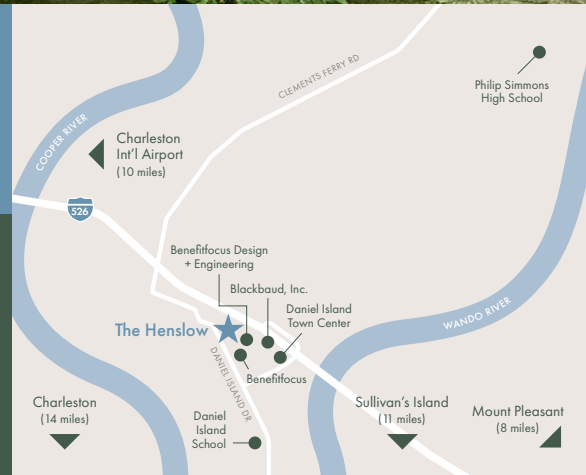 CLEMENTS FERRY RD
Philip Simmons
High School
COOPER RIVER
Charleston
Int'l Airport
(10 miles)
526
Benefitfocus Design
+ Engineering
Blackbaud, Inc.
Daniel Island
Town Center
WANDO RIVER
The Henslow
DANIEL ISLAND DR
Benefitfocus
Charleston
(14 miles)
Daniel
Island
School
Sullivan's Island
(11 miles)
Mount Pleasant
(8 miles)